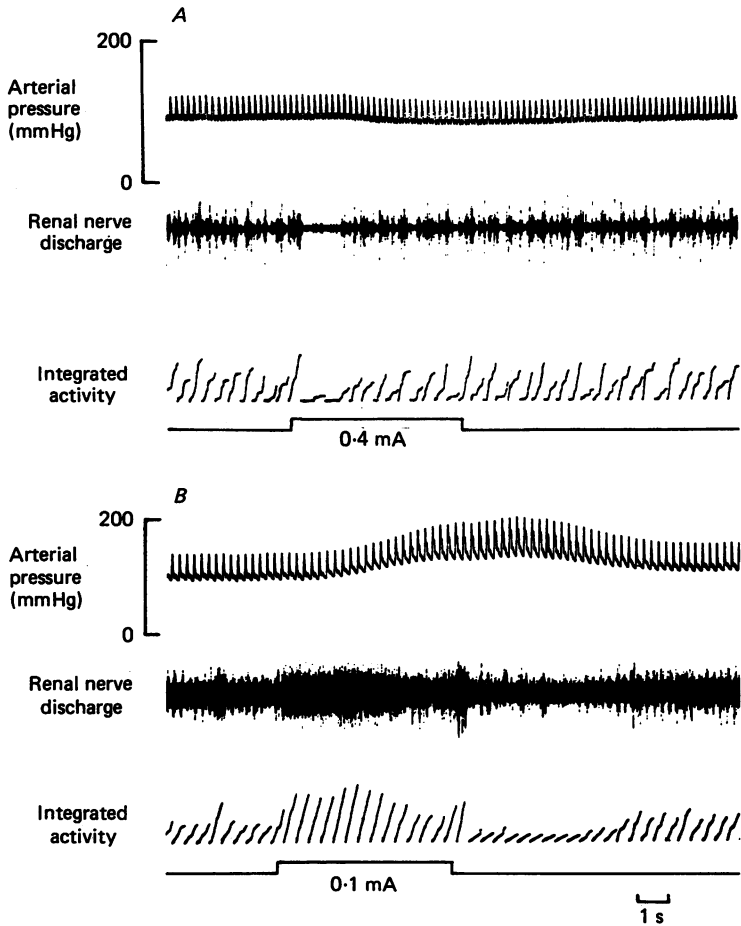 A
200
Arterial
pressure
(mmHg)
0
Renal nerve
discharge
Integrated
activity
0·4 mA
B
200
Arterial
pressure
(mmHg)
0
Renal nerve
discharge
Integrated
activity
0·1 mA
1 s